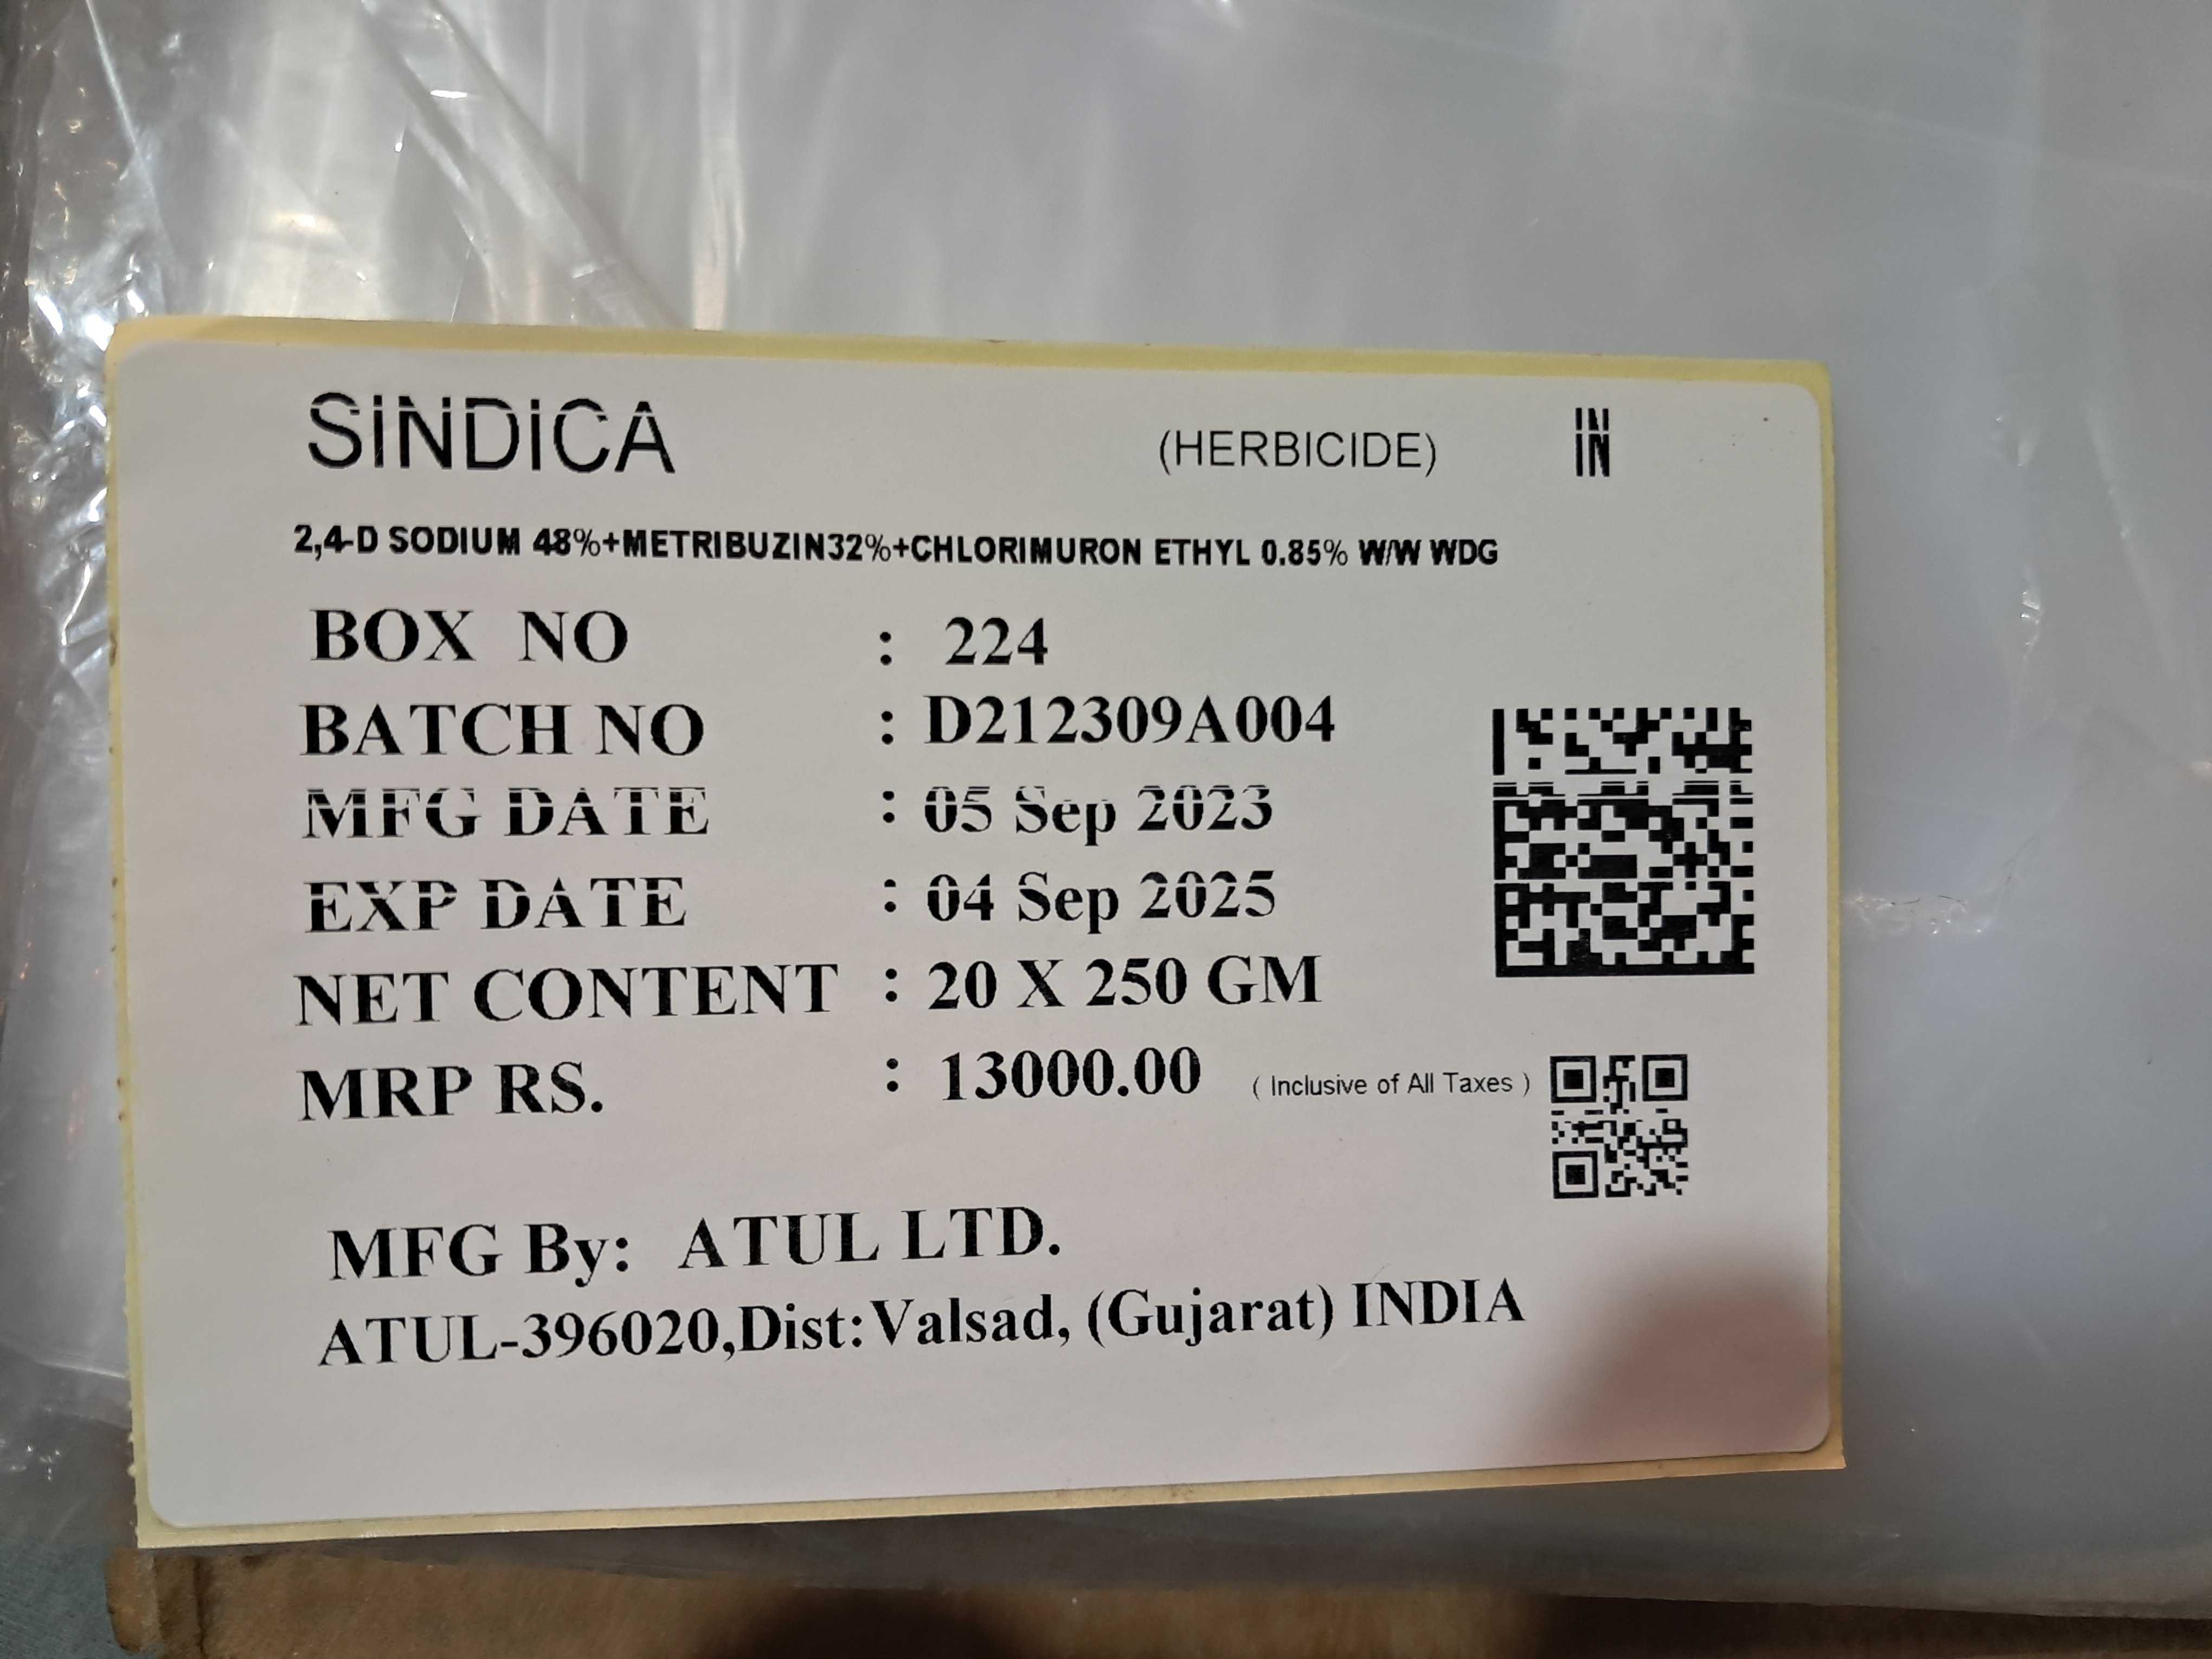 SiNDiCA (HERBICIDE) IN
2,4-D SODIUM 48%+METRIBUZIN32%+CHLORIMURON ETHYL 0.85% W/W WDG
BOX NO : 224
BATCH NO : D212309A004
MFG DATE : 05 Sep 2023
EXP DATE : 04 Sep 2025
NET CONTENT : 20 X 250 GM
MRP RS. : 13000.00 ( Inclusive of All Taxes )
MFG By: ATUL LTD.
ATUL-396020,Dist:Valsad, (Gujarat) INDIA